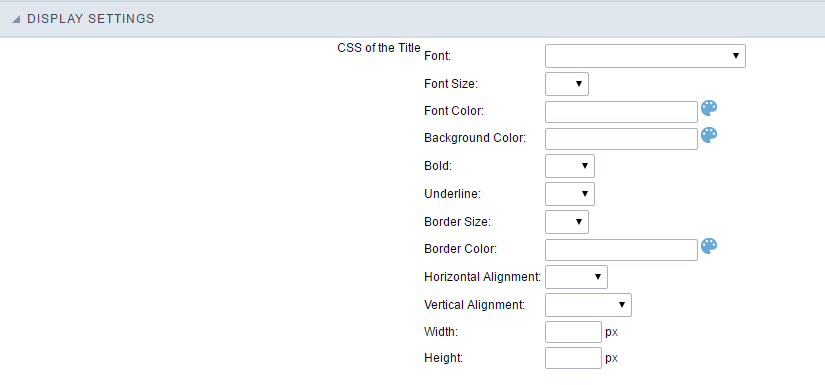 DISPLAY SETTINGS
CSS of the Title
Font:
Font Size:
Font Color:
Background Color:
Bold:
Underline:
Border Size:
Border Color:
Horizontal Alignment:
Vertical Alignment:
Width: px
Height: px